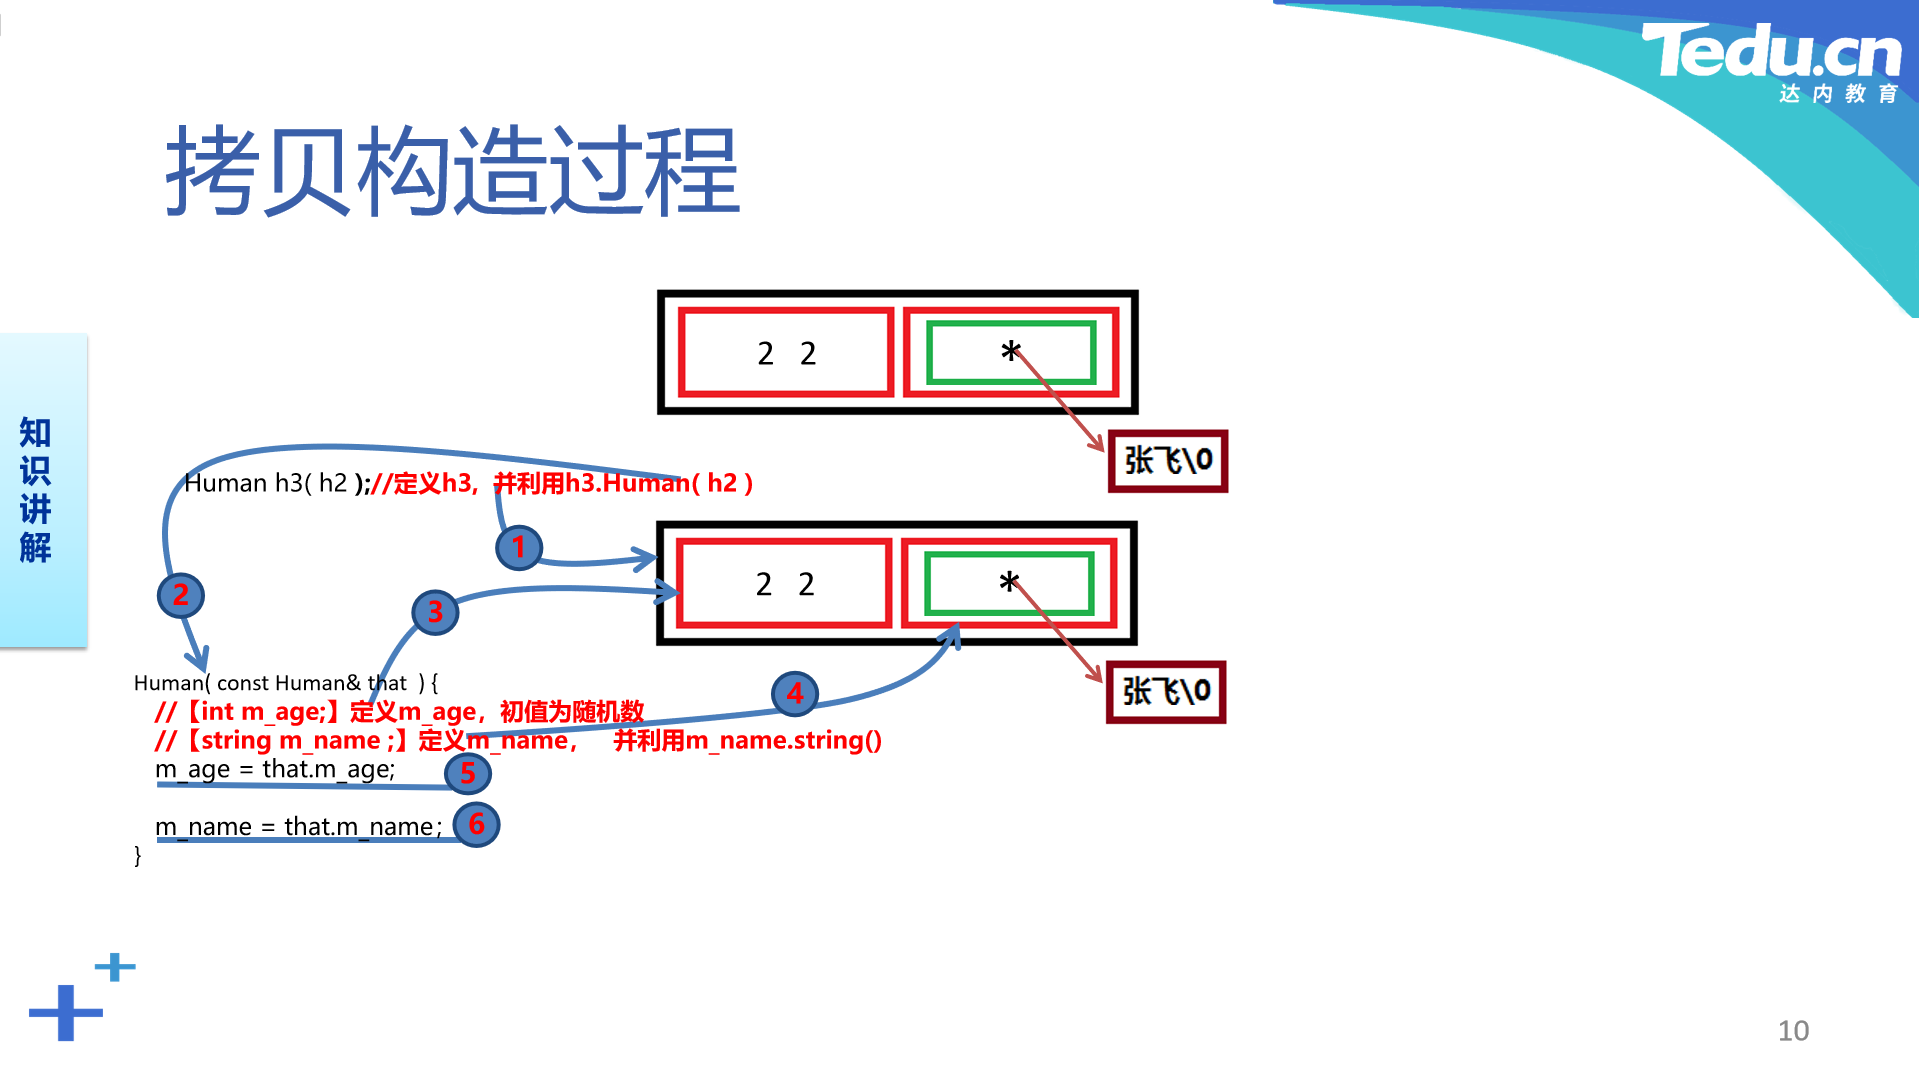 Tedu.cn
达内教育
拷贝构造过程
知识讲解
2 2
*
张飞\0
Human h3( h2 );//定义h3，并利用h3.Human( h2 )
1
2 2
*
2
3
张飞\0
Human( const Human& that ) {
4
//【int m_age;】定义m_age，初值为随机数
//【string m_name ;】定义m_name， 并利用m_name.string()
m_age = that.m_age;
5
m_name = that.m_name;
6
}
10